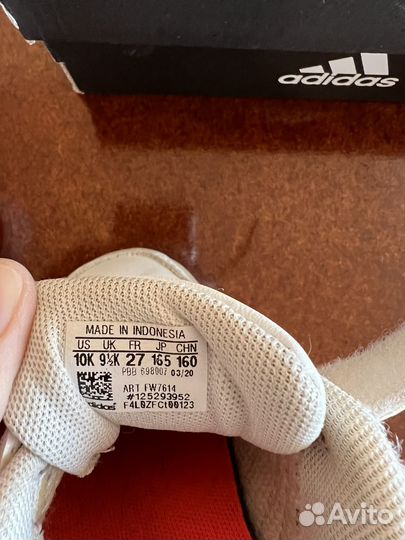 adidas
MADE IN INDONESIA
US UK FR JP CHN
10K 9½K 27 165 160
PBB 698007 03/20
ART FW7614
#125293952
adidas F4L0ZFCt00123
Avito